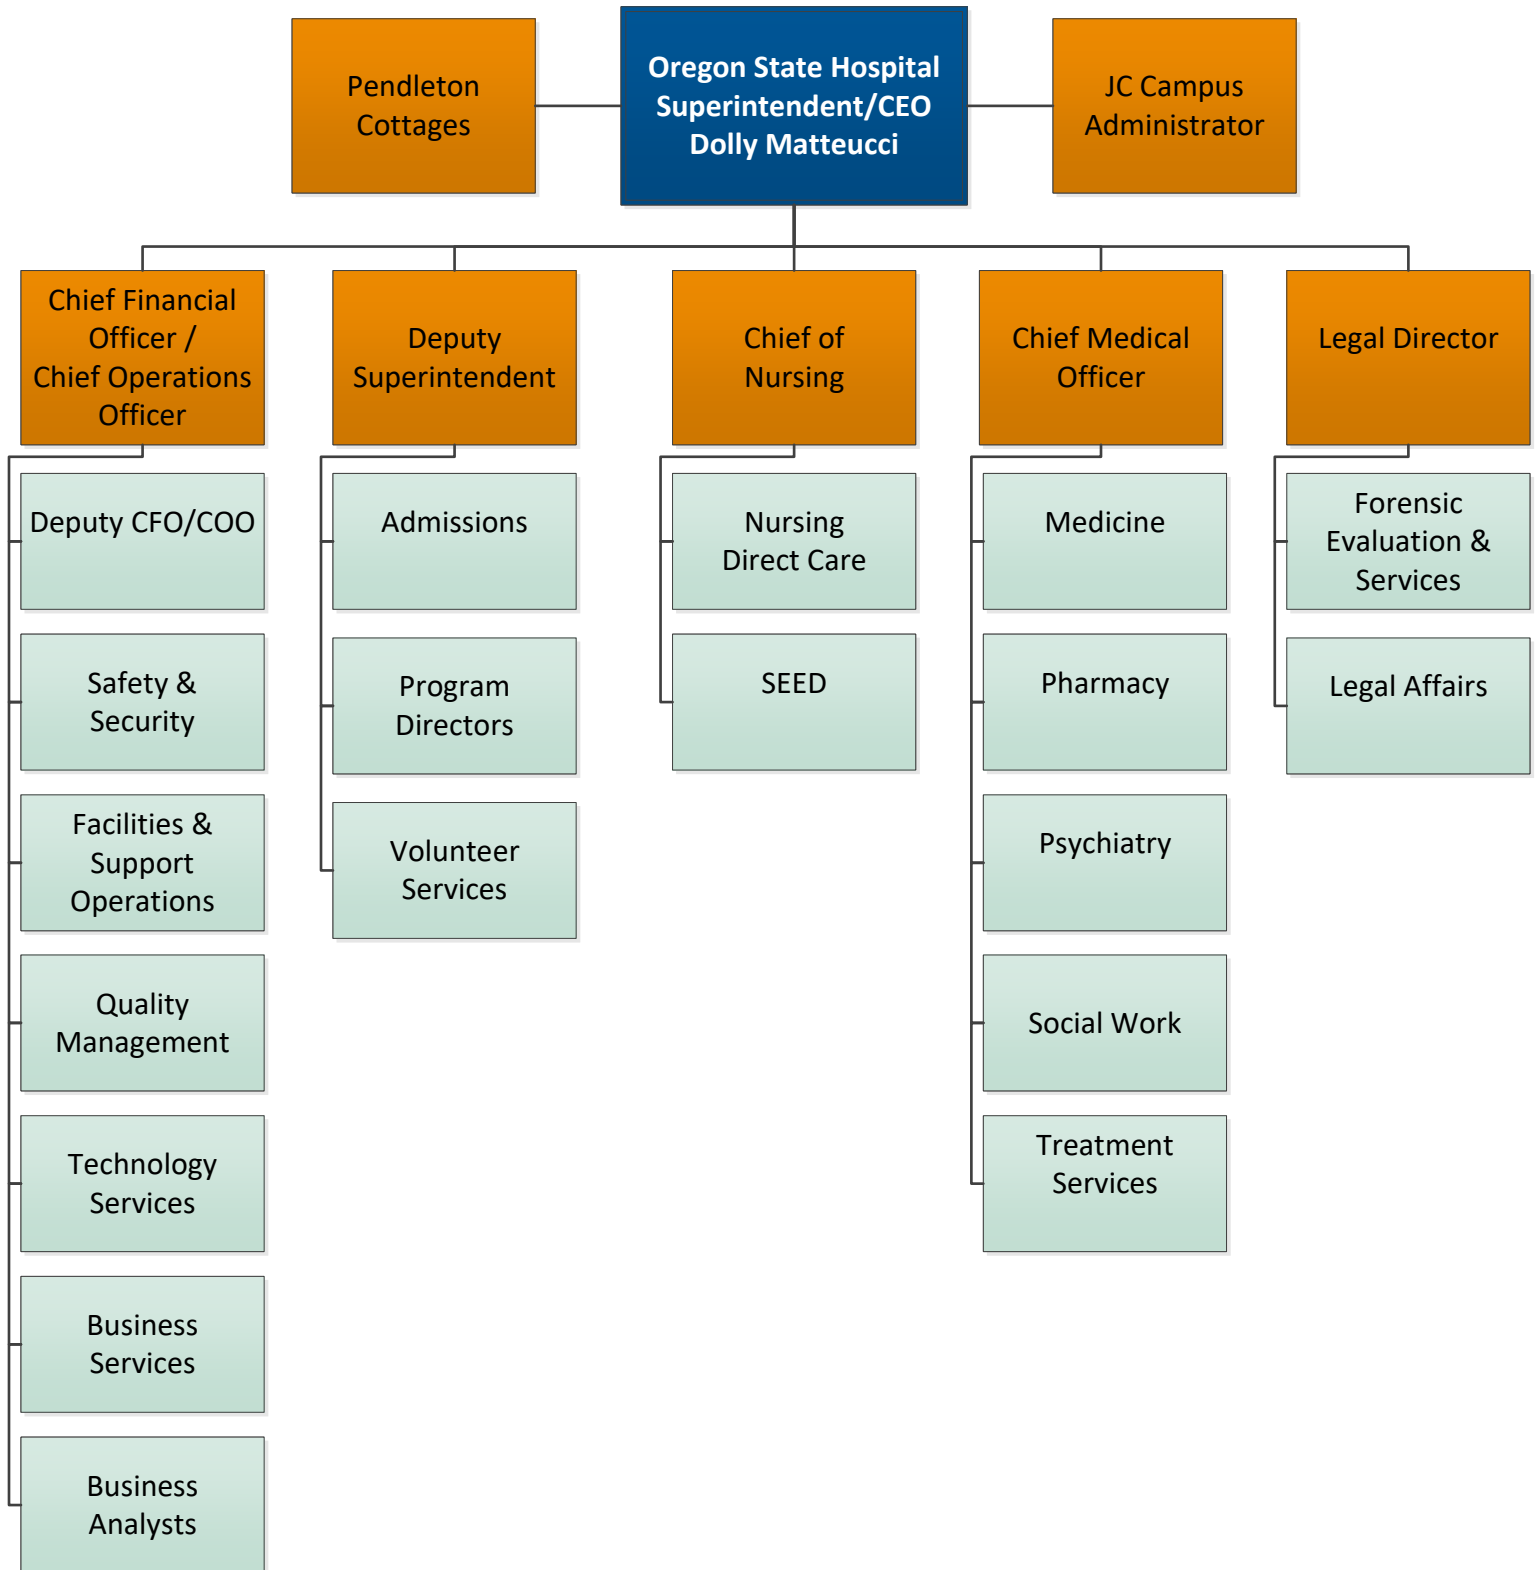 Pendleton
Cottages
Oregon State Hospital
Superintendent/CEO
Dolly Matteucci
JC Campus
Administrator
Chief Financial
Officer /
Chief Operations
Officer
Deputy
Superintendent
Chief of
Nursing
Chief Medical
Officer
Legal Director
Deputy CFO/COO
Safety &
Security
Facilities &
Support
Operations
Quality
Management
Technology
Services
Business
Services
Business
Analysts
Admissions
Program
Directors
Volunteer
Services
Nursing
Direct Care
SEED
Medicine
Pharmacy
Psychiatry
Social Work
Treatment
Services
Forensic
Evaluation &
Services
Legal Affairs